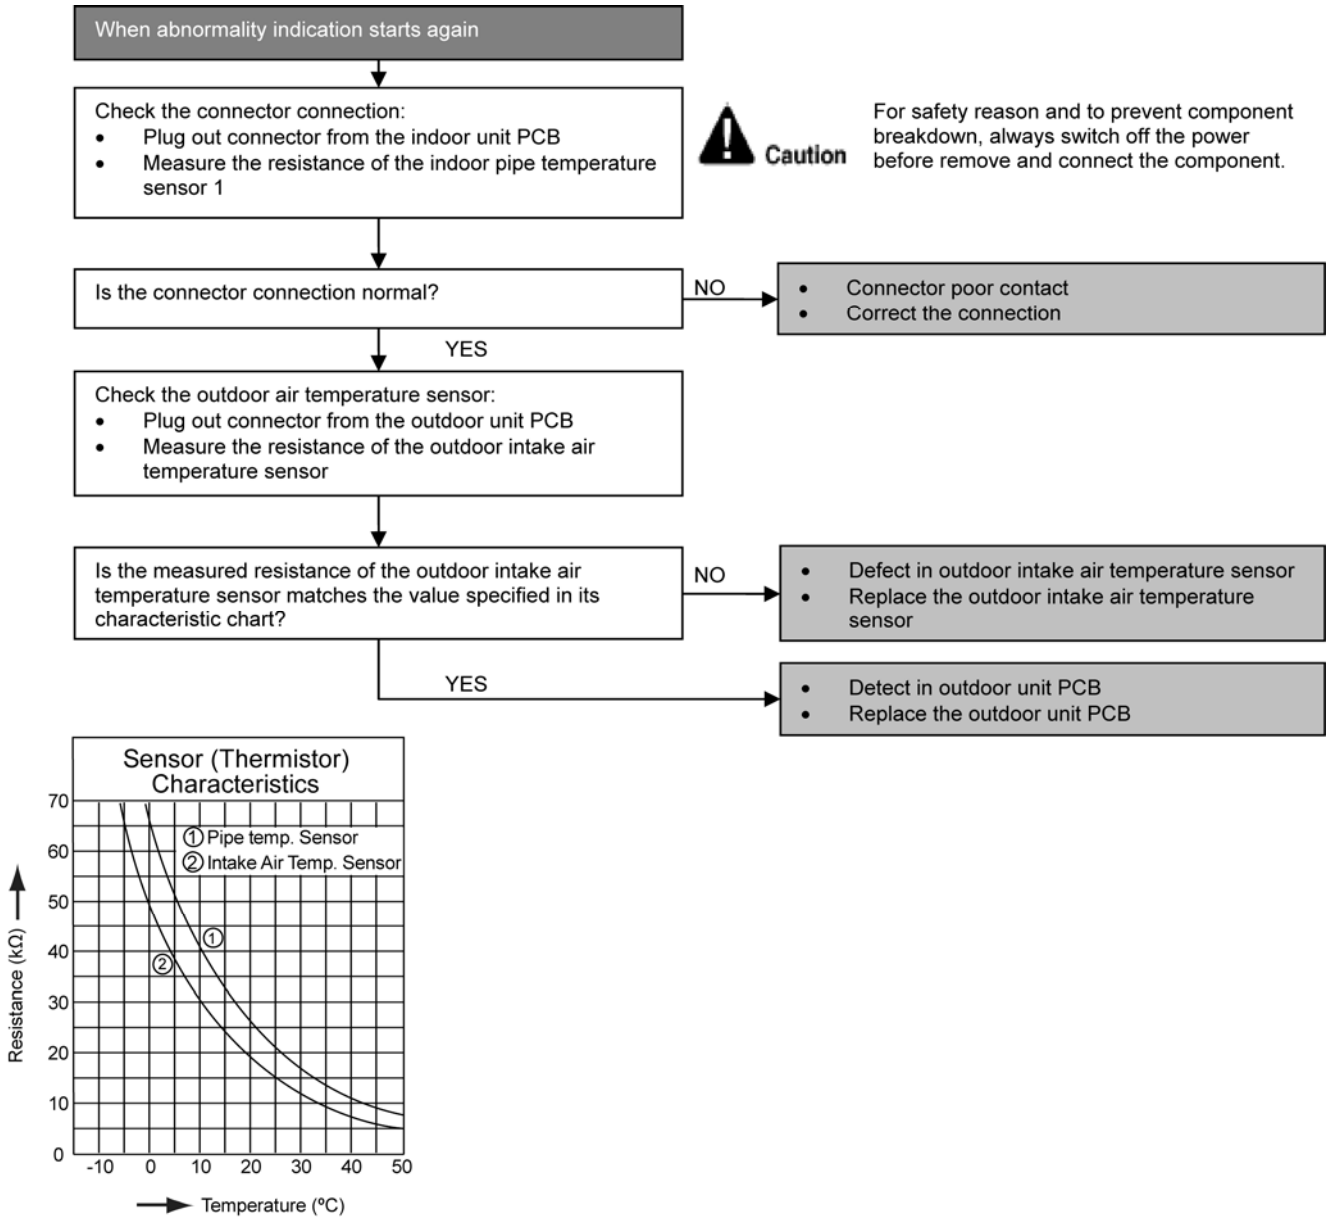 When abnormality indication starts again
Check the connector connection:
• Plug out connector from the indoor unit PCB
• Measure the resistance of the indoor pipe temperature
sensor 1
Caution
For safety reason and to prevent component
breakdown, always switch off the power
before remove and connect the component.
Is the connector connection normal?
NO
• Connector poor contact
• Correct the connection
YES
Check the outdoor air temperature sensor:
• Plug out connector from the outdoor unit PCB
• Measure the resistance of the outdoor intake air
temperature sensor
Is the measured resistance of the outdoor intake air
temperature sensor matches the value specified in its
characteristic chart?
NO
• Defect in outdoor intake air temperature sensor
• Replace the outdoor intake air temperature
sensor
YES
• Detect in outdoor unit PCB
• Replace the outdoor unit PCB
Sensor (Thermistor)
Characteristics
① Pipe temp. Sensor
② Intake Air Temp. Sensor
70
60
50
40
30
20
10
0
①
②
Resistance (kΩ)
-10 0 10 20 30 40 50
Temperature (ºC)